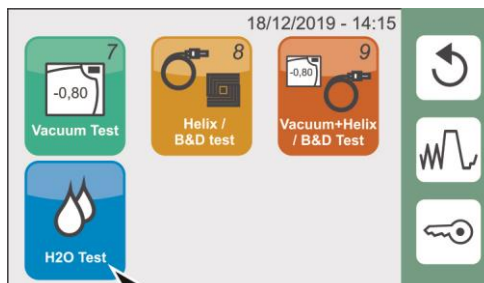 18/12/2019 - 14:15
7
-0,80
Vacuum Test
8
Helix /
B&D test
9
-0,80
Vacuum+Helix
/ B&D Test
H2O Test